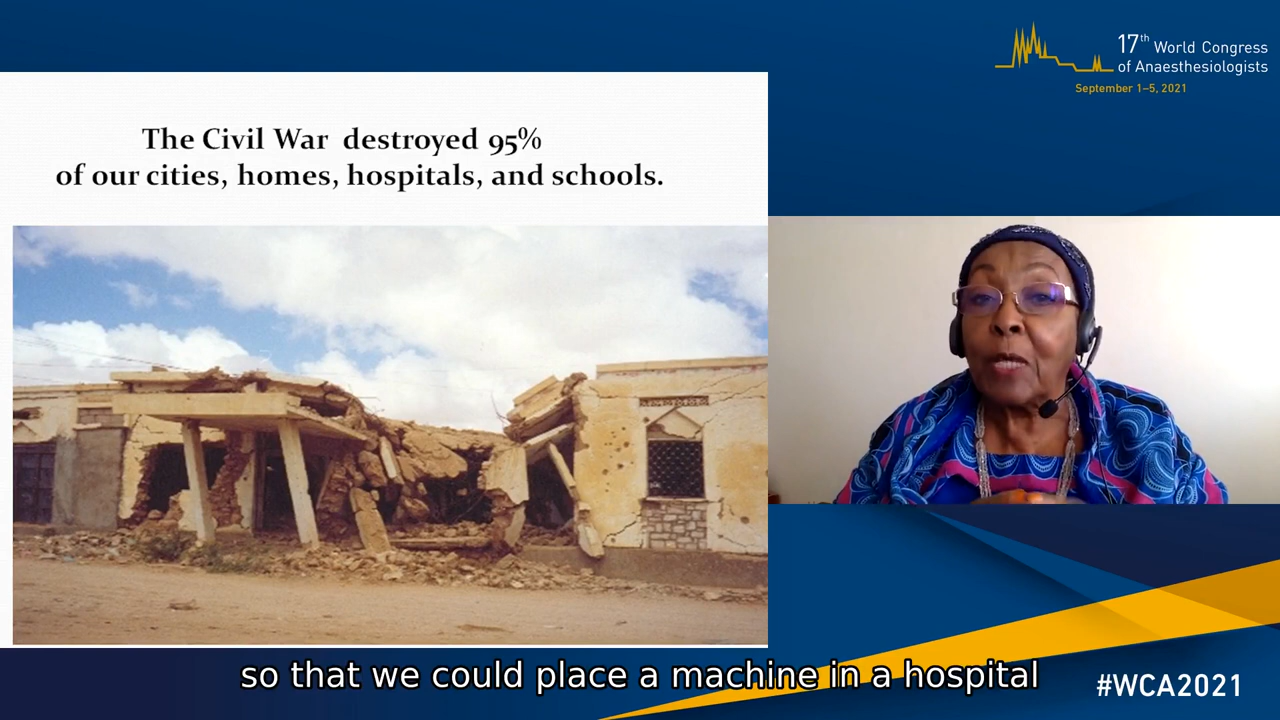 17th World Congress
of Anaesthesiologists
September 1–5, 2021
The Civil War destroyed 95%
of our cities, homes, hospitals, and schools.
so that we could place a machine in a hospital
#WCA2021